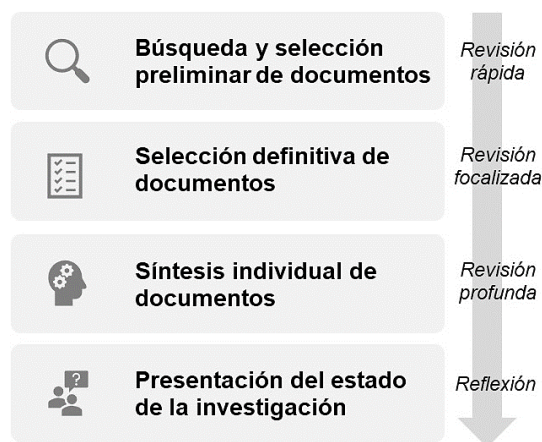 Búsqueda y selección
preliminar de documentos
Revisión
rápida
Selección definitiva de
documentos
Revisión
focalizada
Síntesis individual de
documentos
Revisión
profunda
?
Presentación del estado
de la investigación
Reflexión